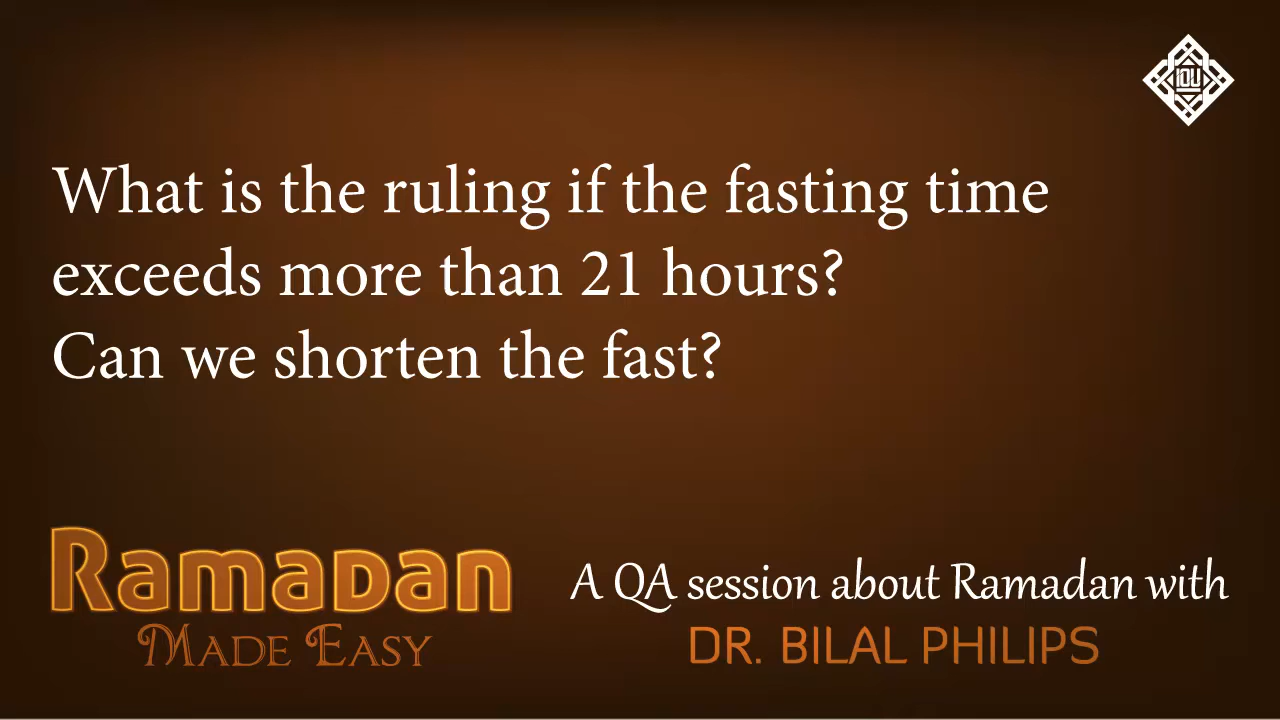 IOU
What is the ruling if the fasting time
exceeds more than 21 hours?
Can we shorten the fast?
Ramadan
Made Easy
A QA session about Ramadan with
DR. BILAL PHILIPS